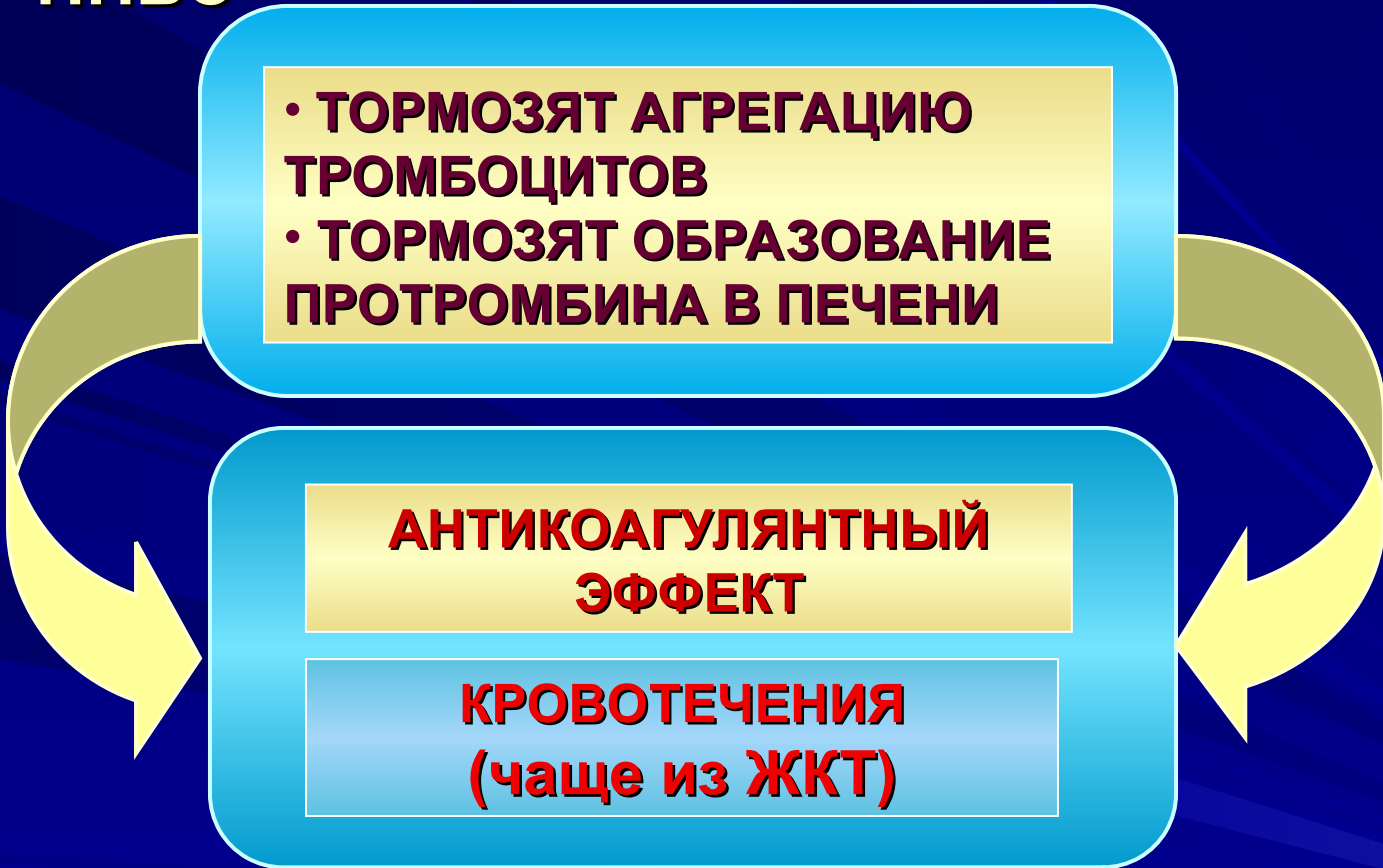 • ТОРМОЗЯТ АГРЕГАЦИЮ
ТРОМБОЦИТОВ
• ТОРМОЗЯТ ОБРАЗОВАНИЕ
ПРОТРОМБИНА В ПЕЧЕНИ
АНТИКОАГУЛЯНТНЫЙ
ЭФФЕКТ
КРОВОТЕЧЕНИЯ
(чаще из ЖКТ)